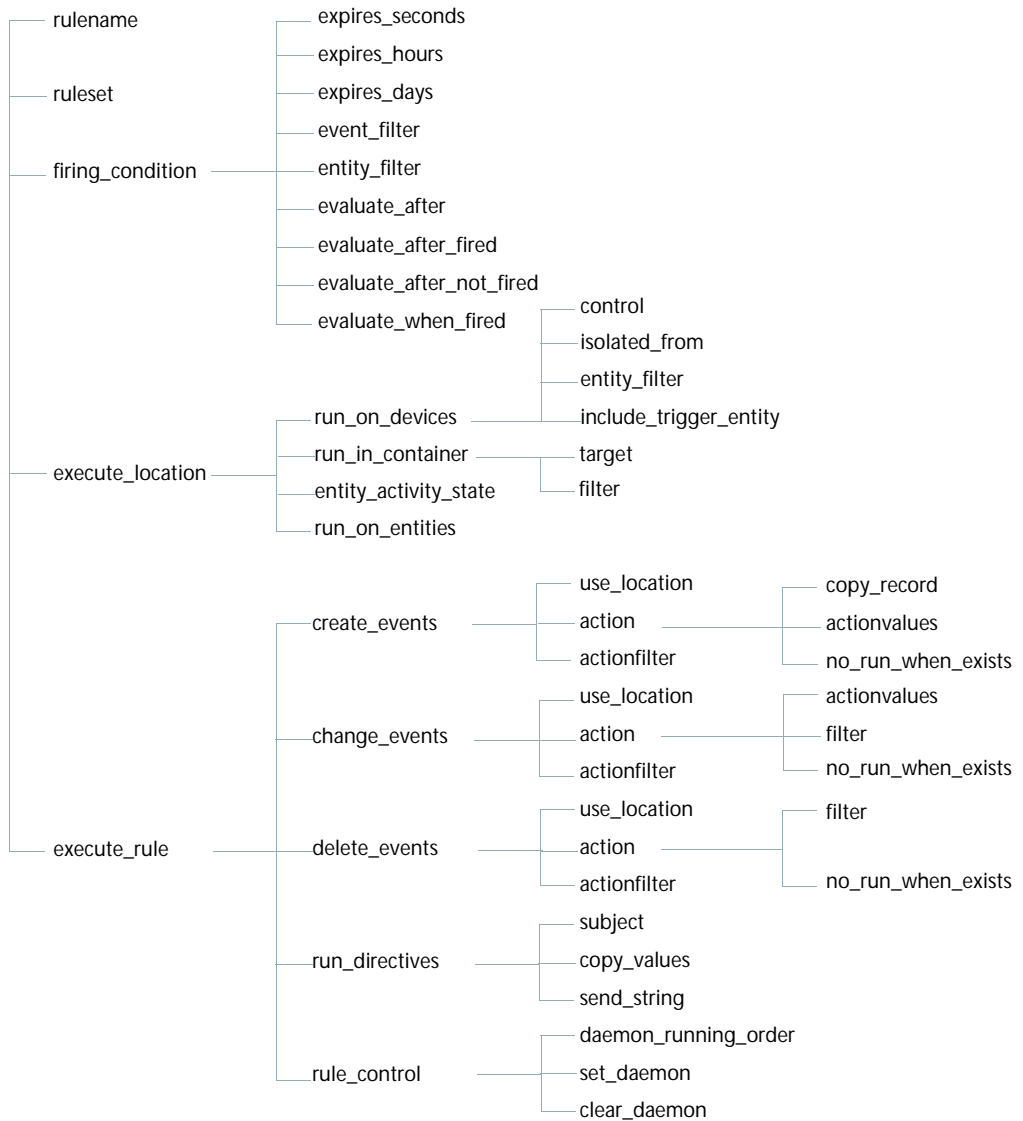 rulename
ruleset
firing_condition
expires_seconds
expires_hours
expires_days
event_filter
entity_filter
evaluate_after
evaluate_after_fired
evaluate_after_not_fired
evaluate_when_fired
execute_location
run_on_devices
control
isolated_from
entity_filter
include_trigger_entity
run_in_container
target
filter
entity_activity_state
run_on_entities
execute_rule
create_events
use_location
action
copy_record
actionvalues
no_run_when_exists
actionfilter
change_events
use_location
action
actionvalues
filter
no_run_when_exists
actionfilter
delete_events
use_location
action
filter
no_run_when_exists
actionfilter
run_directives
subject
copy_values
send_string
rule_control
daemon_running_order
set_daemon
clear_daemon